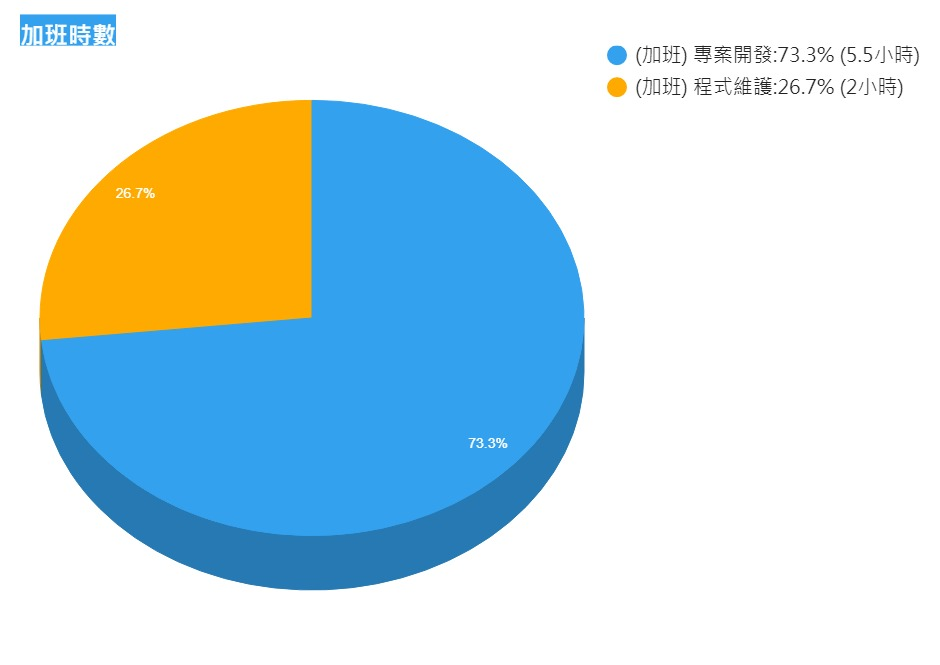 加班時數
(加班) 專案開發:73.3% (5.5小時)
(加班) 程式維護:26.7% (2小時)
26.7%
73.3%